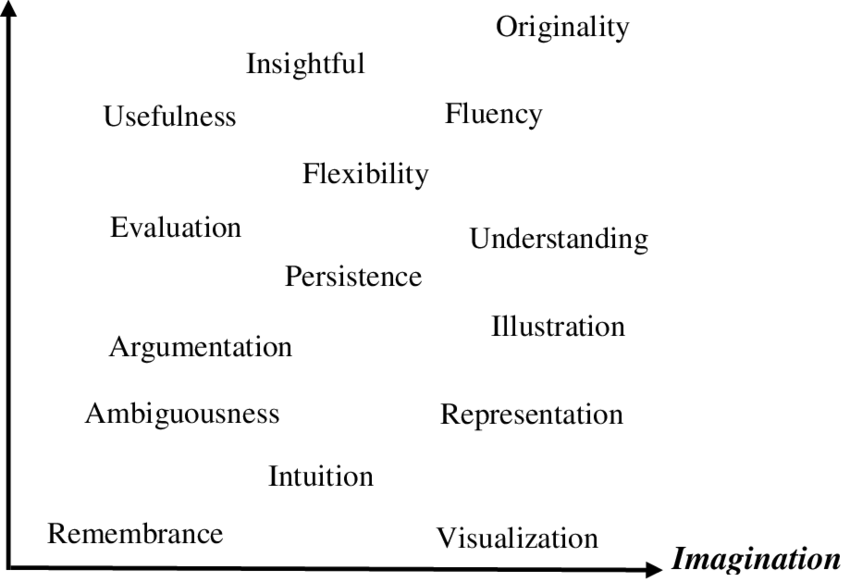 Originality
Insightful
Usefulness
Fluency
Flexibility
Evaluation
Understanding
Persistence
Illustration
Argumentation
Ambiguousness
Representation
Intuition
Remembrance
Visualization
Imagination